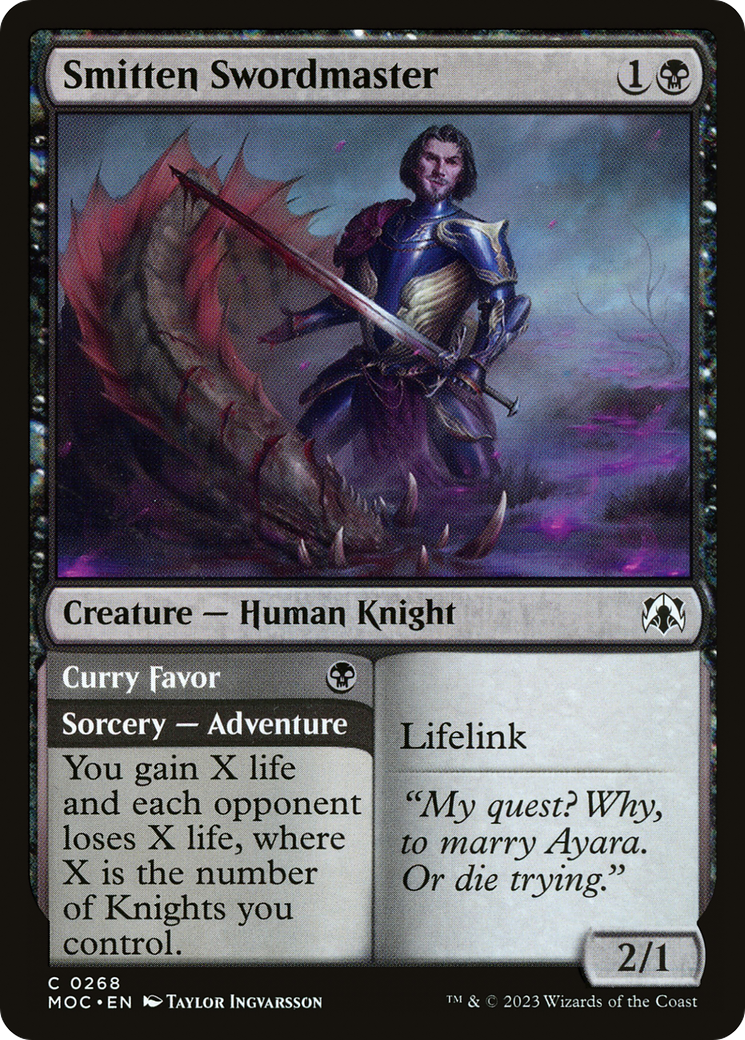 Smitten Swordmaster 1
Creature — Human Knight
Curry Favor
Sorcery — Adventure
You gain X life
and each opponent
loses X life, where
X is the number
of Knights you
control.
Lifelink
“My quest? Why,
to marry Ayara.
Or die trying.”
2/1
C 0268
MOC • EN Taylor Ingvarsson
™ & © 2023 Wizards of the Coast